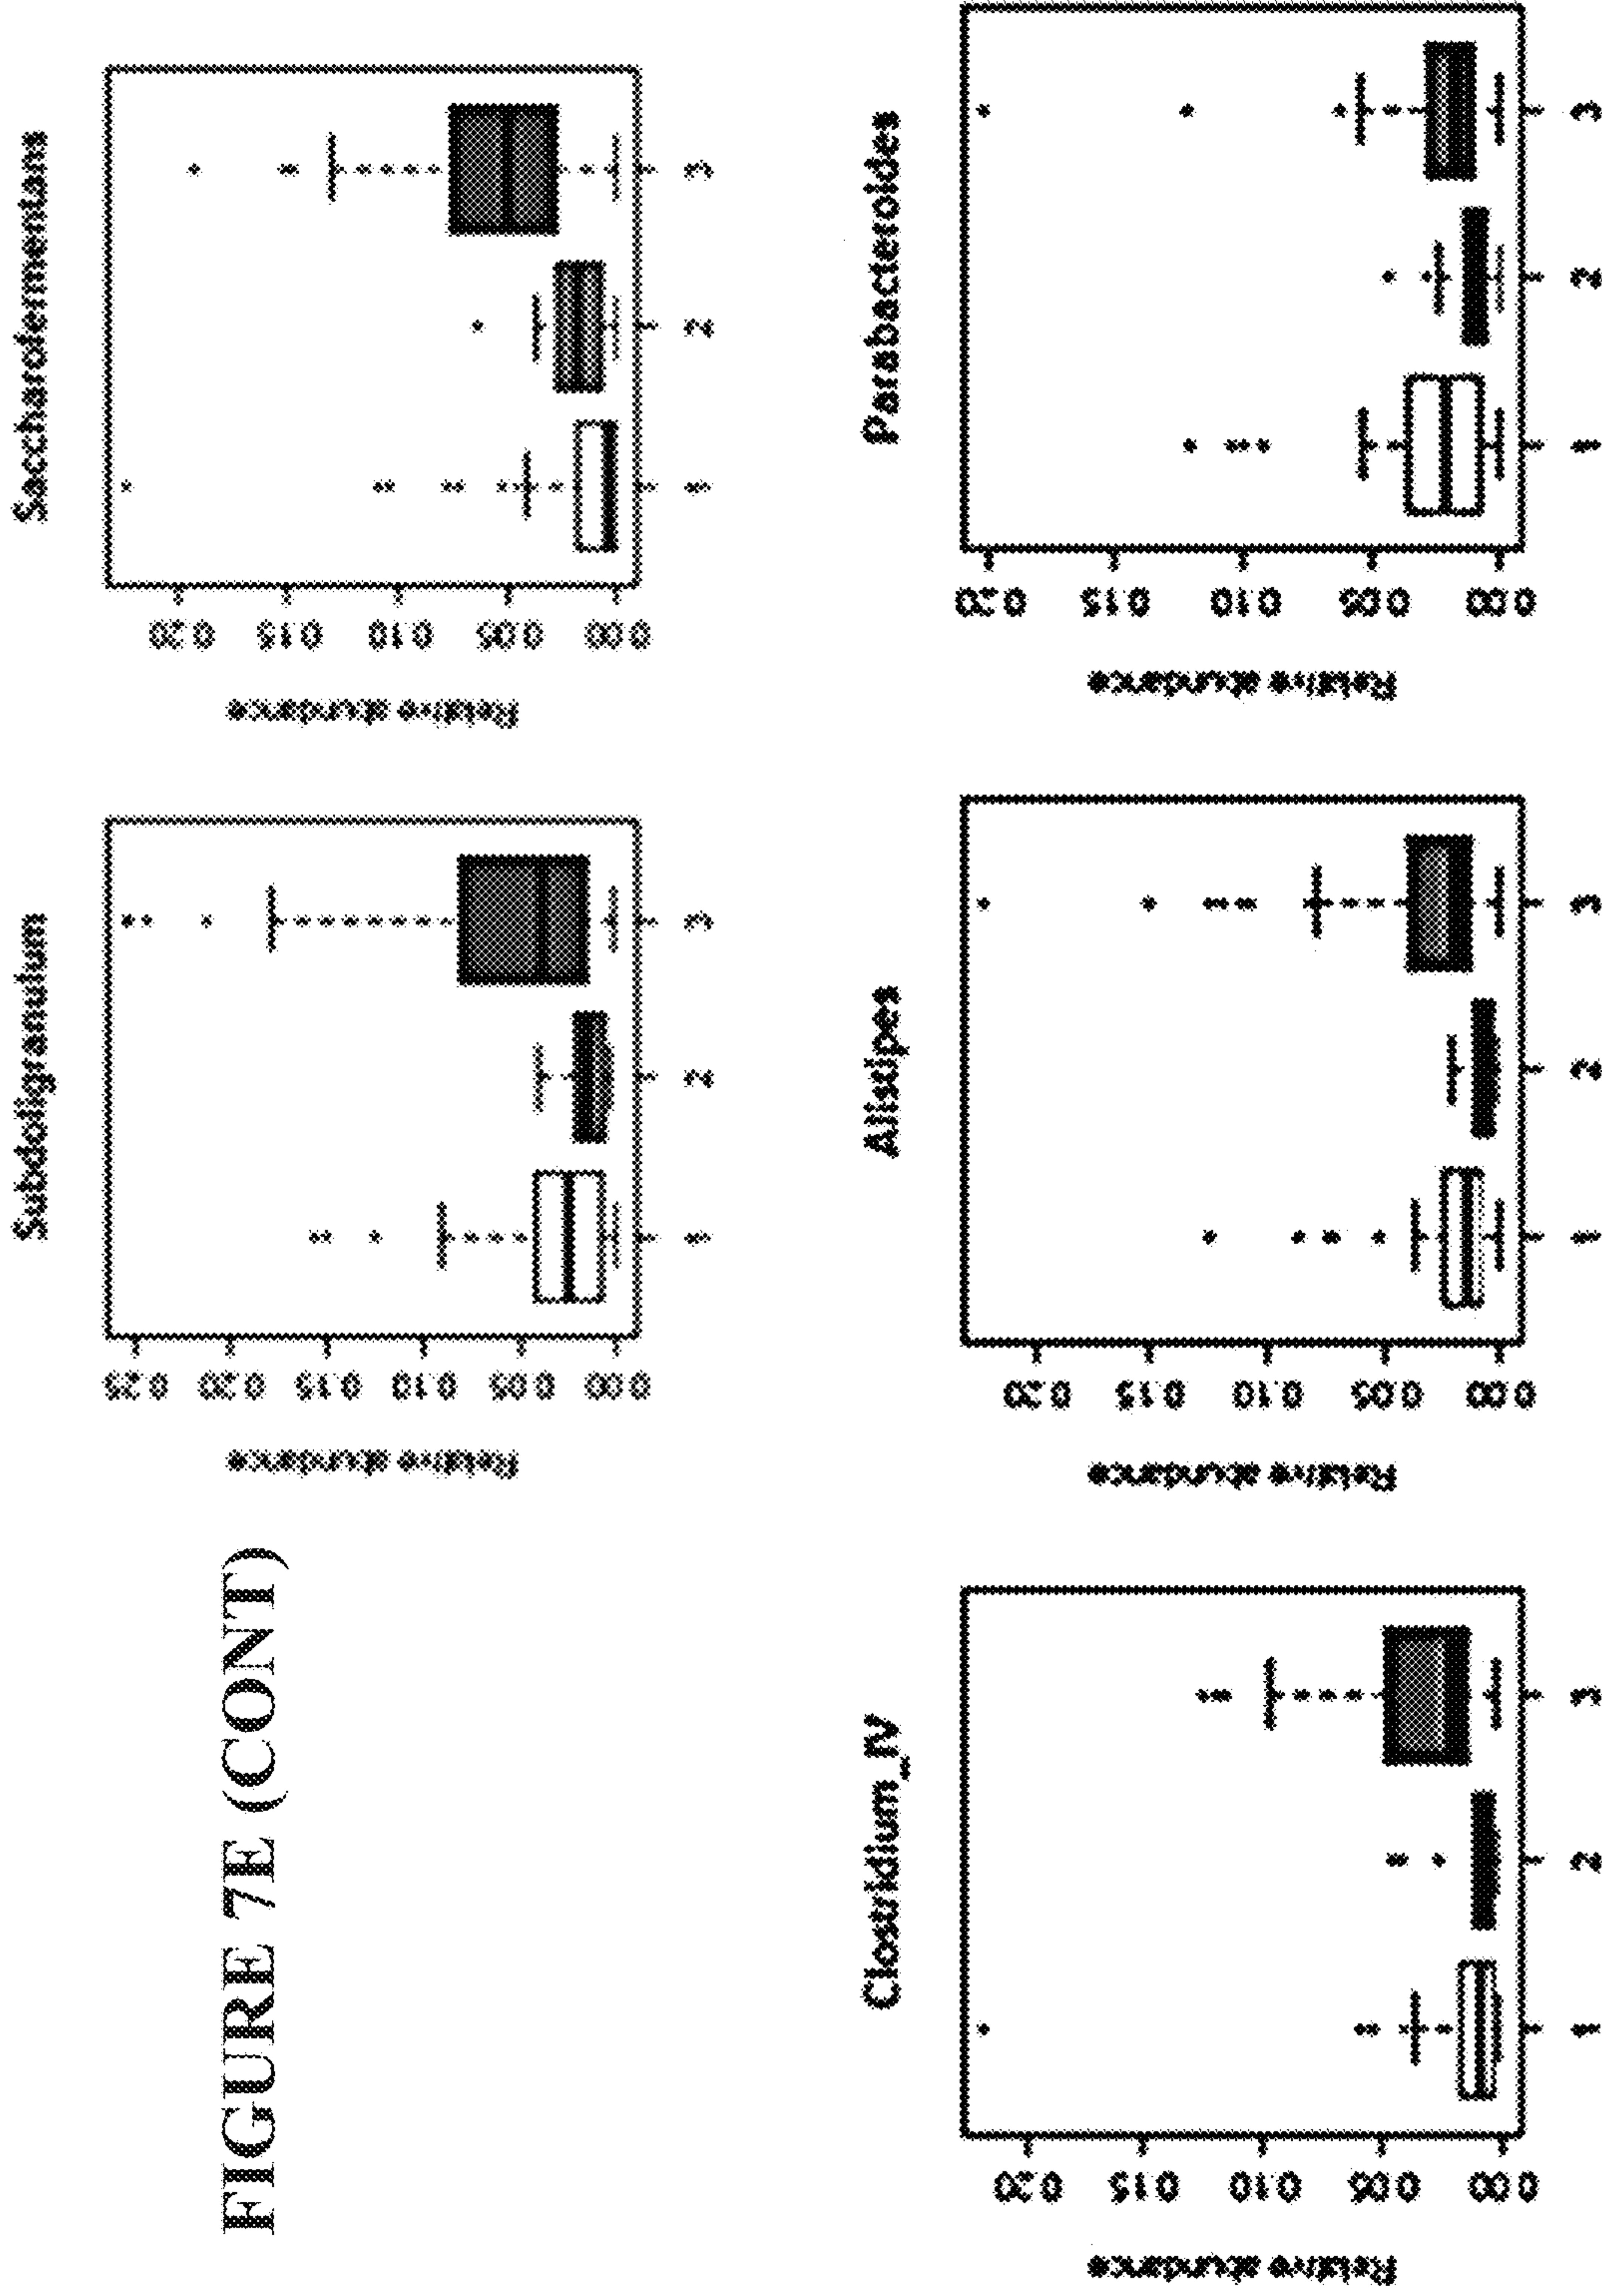 FIGURE 7E (CONT)
Subdoligranulum
Relative abundance
0.00 0.05 0.10 0.15 0.20 0.25
1 2 3
Saccharofermentans
Relative abundance
0.00 0.05 0.10 0.15 0.20
1 2 3
Clostridium_IV
Relative abundance
0.00 0.05 0.10 0.15 0.20
1 2 3
Alistipes
Relative abundance
0.00 0.05 0.10 0.15 0.20
1 2 3
Parabacteroides
Relative abundance
0.00 0.05 0.10 0.15 0.20
1 2 3